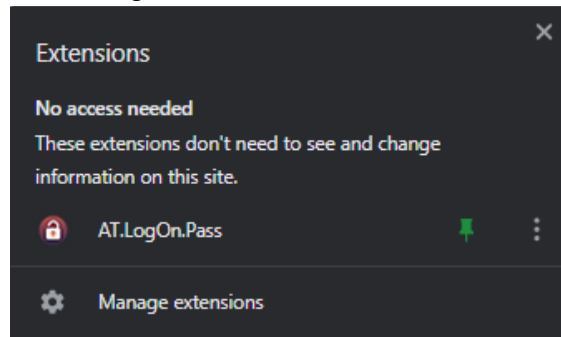 Extensions
No access needed
These extensions don't need to see and change
information on this site.
AT.LogOn.Pass
Manage extensions